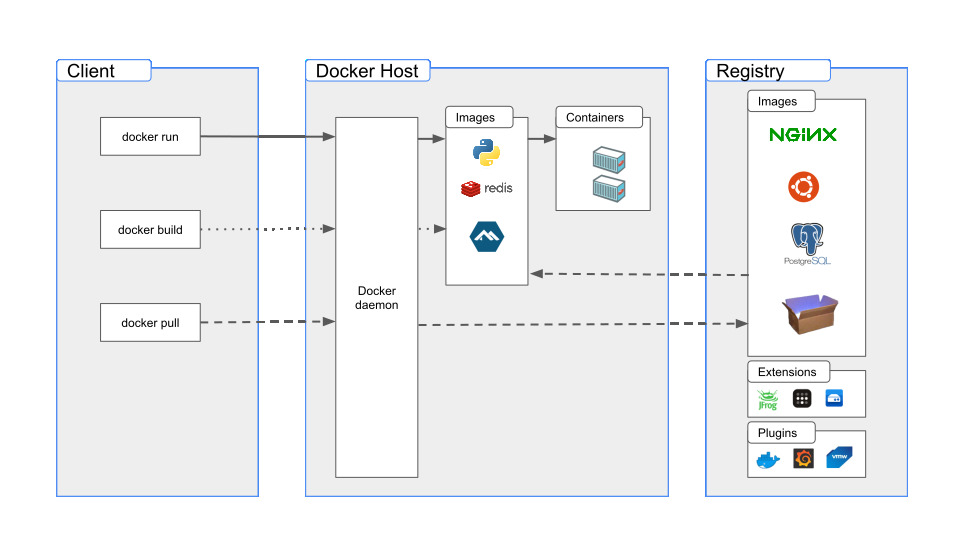 Client
docker run
docker build
docker pull
Docker Host
Docker
daemon
Images
redis
Containers
Registry
Images
NGINX
PostgreSQL
Extensions
JFrog
Plugins
vmw